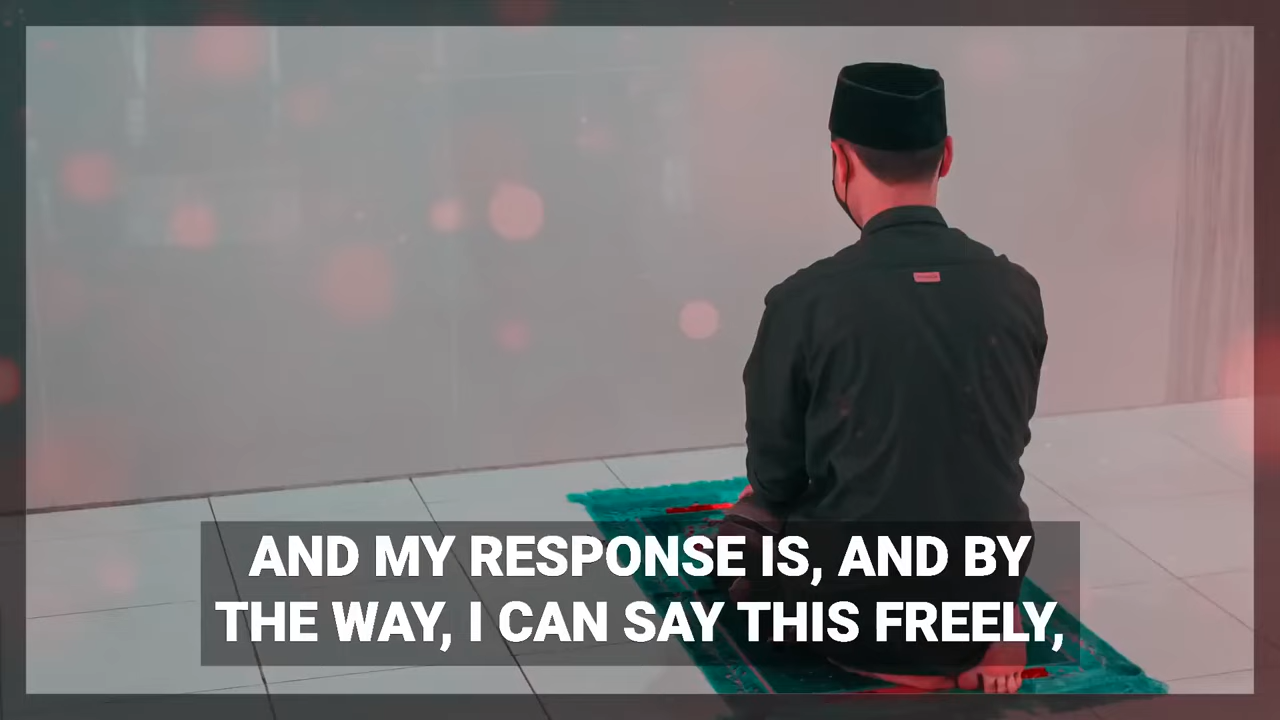 AND MY RESPONSE IS, AND BY
THE WAY, I CAN SAY THIS FREELY,